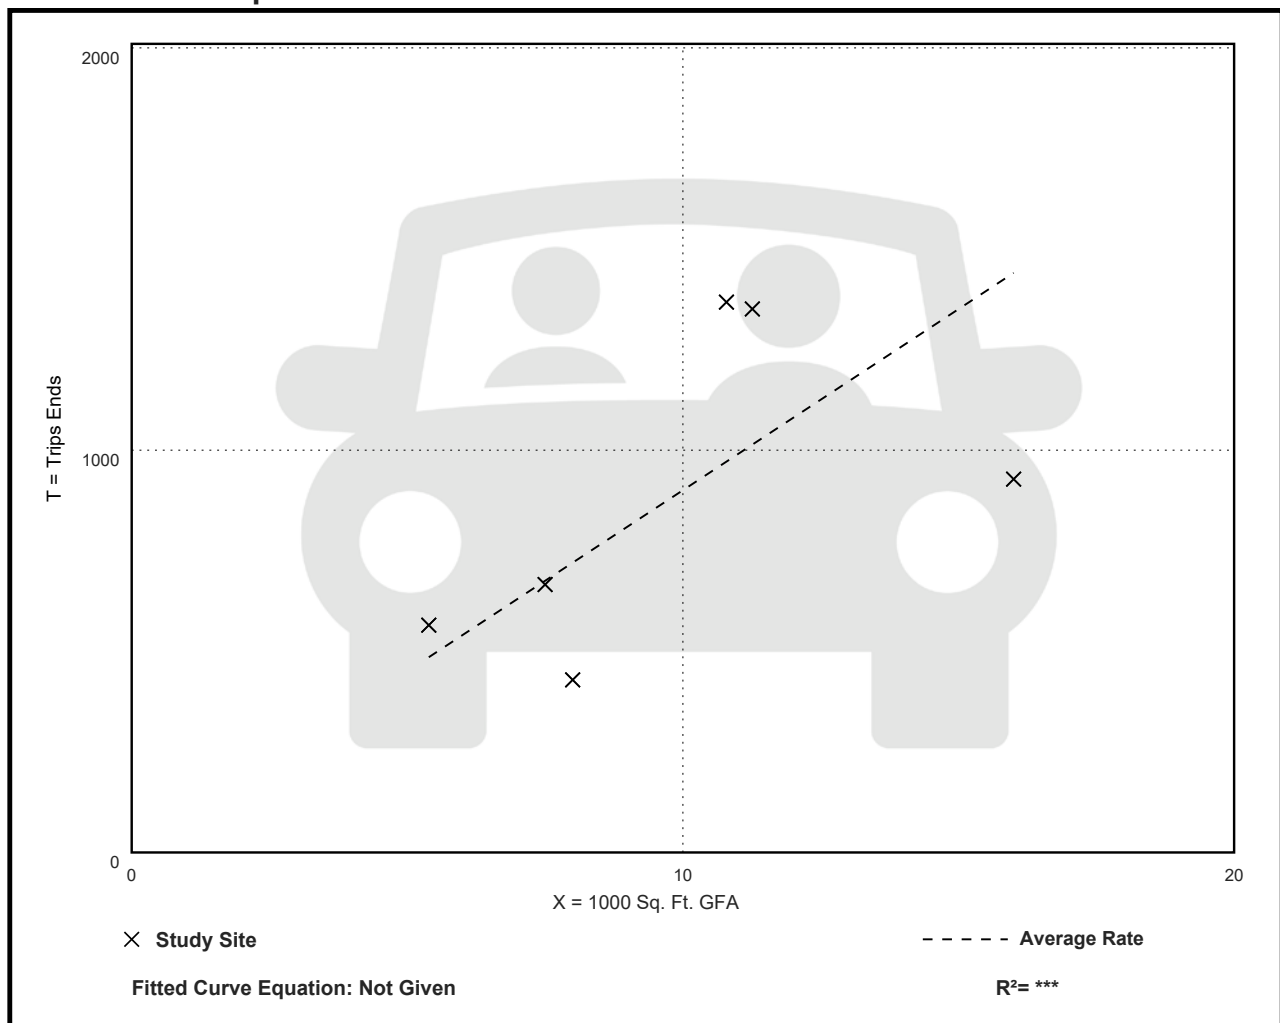 2000
T = Trips Ends
1000
0
0 10 20
X = 1000 Sq. Ft. GFA
Study Site Average Rate
Fitted Curve Equation: Not Given R²= ***